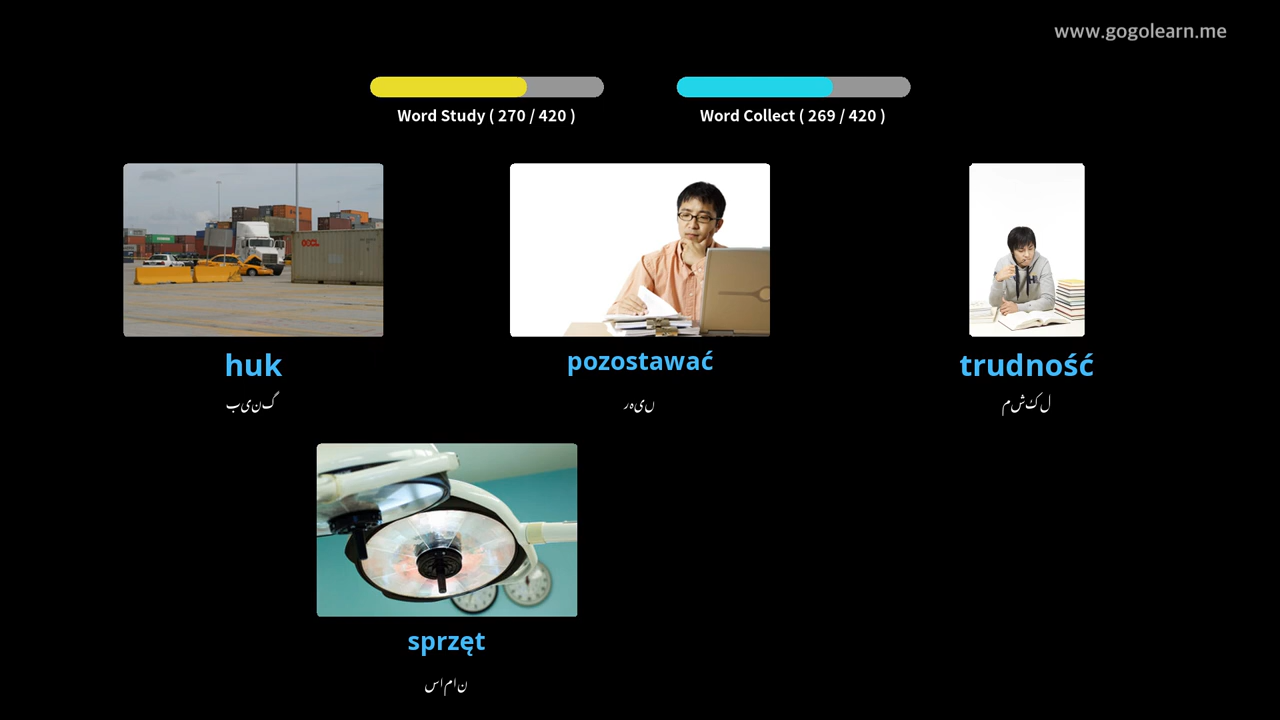 www.gogolearn.me
Word Study ( 270 / 420 )
Word Collect ( 269 / 420 )
OOCL
huk
pozostawać
trudność
بینگ
رہیں
مشکل
sprzęt
سامان